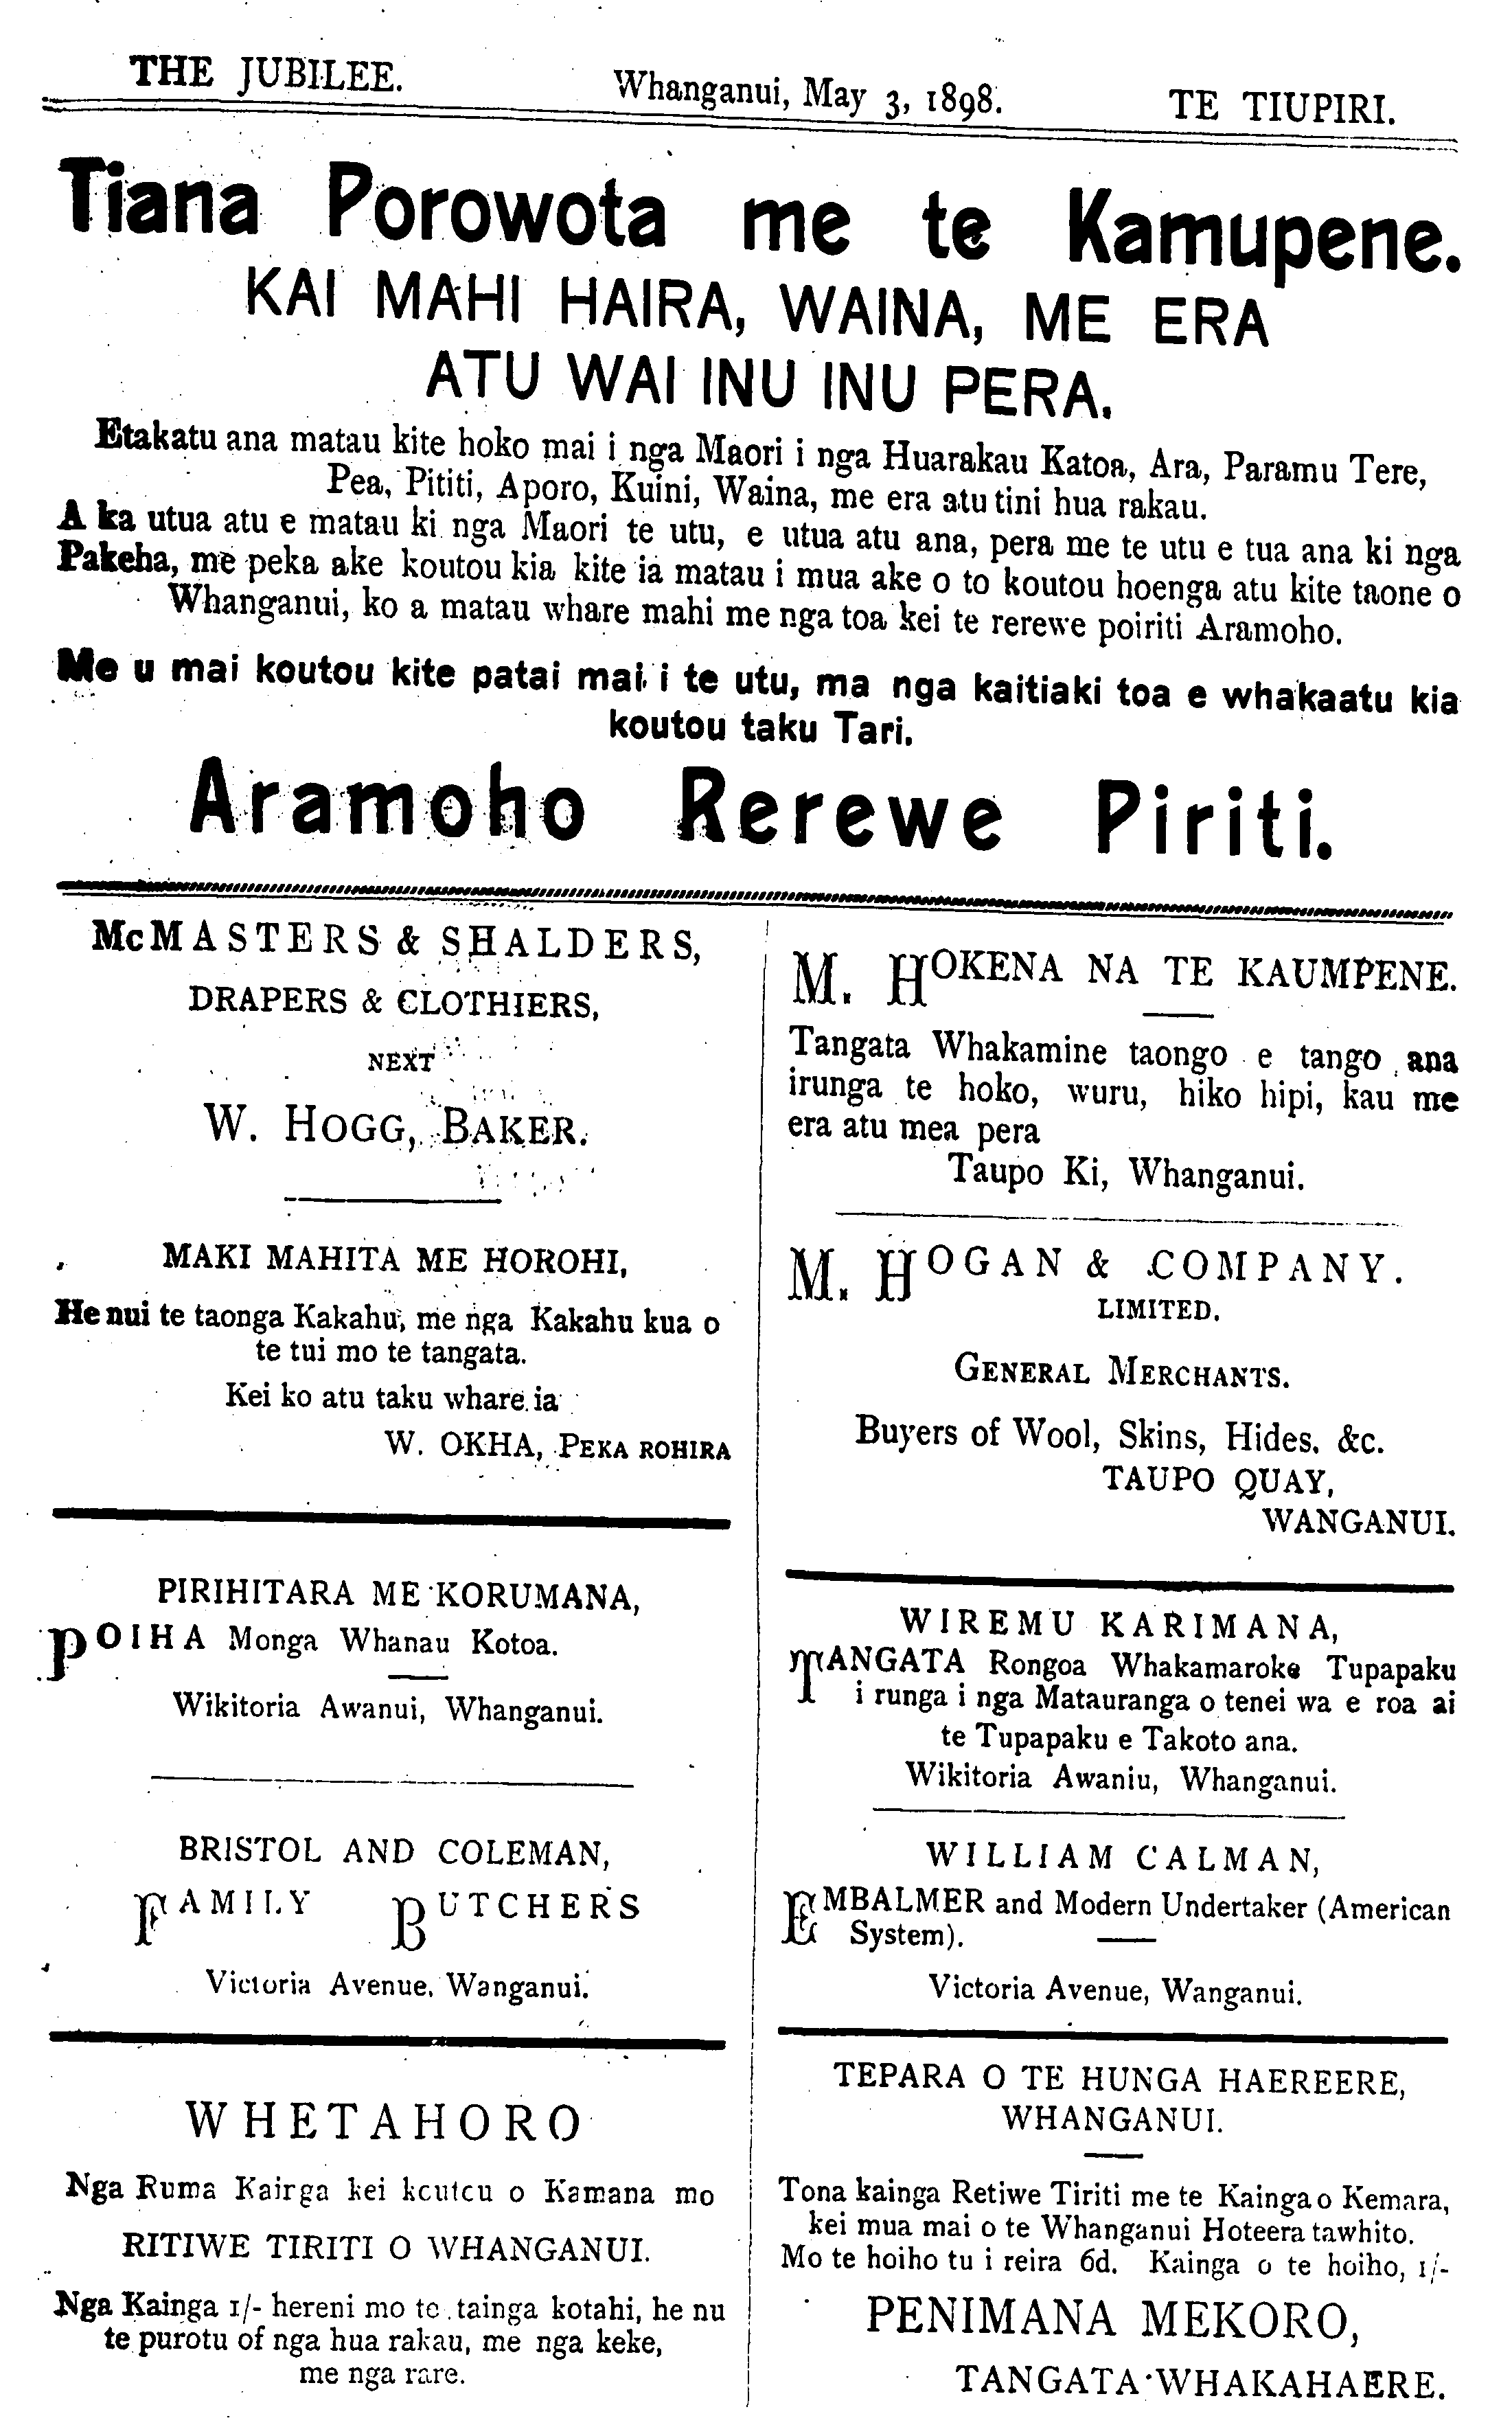 THE JUBILEE. Whanganui, May 3, 1898. TE TIUPIRI.
Tiana Porowota me te Kamupene.
KAI MAHI HAIRA, WAINA, ME ERA
ATU WAI INU INU PERA.
Etakatu ana matau kite hoko mai i nga Maori i nga Huarakau Katoa, Ara, Paramu Tere,
Pea, Pititi, Aporo, Kuini, Waina, me era atu tini hua rakau.
A ka utua atu e matau ki nga Maori te utu, e utua atu ana, pera me te utu e tua ana ki nga
Pakeha, me peka ake koutou kia kite ia matau i mua ake o to koutou hoenga atu kite taone o
Whanganui, ko a matau whare mahi me nga toa kei te rerewe poiriti Aramoho.
Me u mai koutou kite patai mai i te utu, ma nga kaitiaki toa e whakaatu kia
koutou taku Tari.
Aramoho Rerewe Piriti.
McMASTERS & SHALDERS,
DRAPERS & CLOTHIERS,
NEXT
W. HOGG, BAKER.
MAKI MAHITA ME HOROHI,
He nui te taonga Kakahu, me nga Kakahu kua o
te tui mo te tangata.
Kei ko atu taku whare ia
W. OKHA, PEKA ROHIRA
PIRIHITARA ME KORUMANA,
POIHA Monga Whanau Kotoa.
Wikitoria Awanui, Whanganui.
BRISTOL AND COLEMAN,
FAMILY BUTCHERS
Victoria Avenue, Wanganui.
WHETAHORO
Nga Ruma Kairga kei kcutcu o Kamana mo
RITIWE TIRITI O WHANGANUI.
Nga Kainga 1/- hereni mo te tainga kotahi, he nu
te purotu of nga hua rakau, me nga keke,
me nga rare.
M. HOKENA NA TE KAUMPENE.
Tangata Whakamine taongo e tango ana
irunga te hoko, wuru, hiko hipi, kau me
era atu mea pera
Taupo Ki, Whanganui.
M. HOGAN & COMPANY.
LIMITED.
GENERAL MERCHANTS.
Buyers of Wool, Skins, Hides. &c.
TAUPO QUAY,
WANGANUI.
WIREMU KARIMANA,
TANGATA Rongoa Whakamaroke Tupapaku
i runga i nga Matauranga o tenei wa e roa ai
te Tupapaku e Takoto ana.
Wikitoria Awaniu, Whanganui.
WILLIAM CALMAN,
EMBALMER and Modern Undertaker (American
System).
Victoria Avenue, Wanganui.
TEPARA O TE HUNGA HAEREERE,
WHANGANUI.
Tona kainga Retiwe Tiriti me te Kainga o Kemara,
kei mua mai o te Whanganui Hoteera tawhito.
Mo te hoiho tu i reira 6d. Kainga o te hoiho, 1/-
PENIMANA MEKORO,
TANGATA WHAKAHAERE.